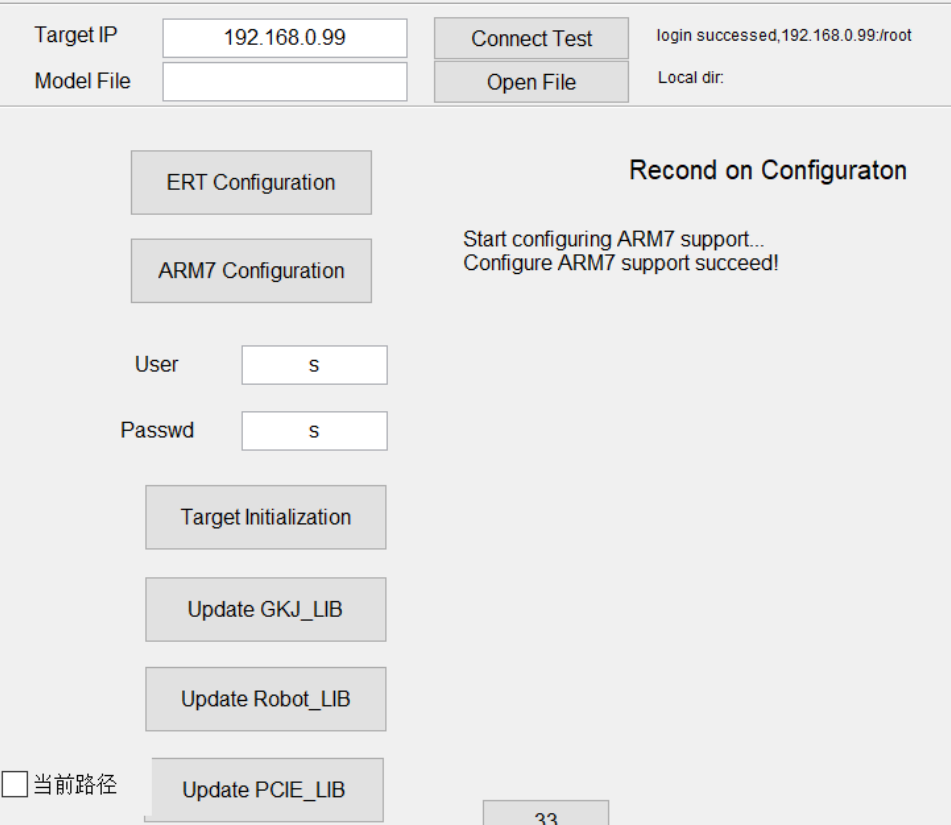 Target IP 192.168.0.99 Connect Test login successed,192.168.0.99:/root
Model File Open File Local dir:
ERT Configuration
Recond on Configuraton
ARM7 Configuration
Start configuring ARM7 support...
Configure ARM7 support succeed!
User s
Passwd s
Target Initialization
Update GKJ_LIB
Update Robot_LIB
当前路径 Update PCIE_LIB
33